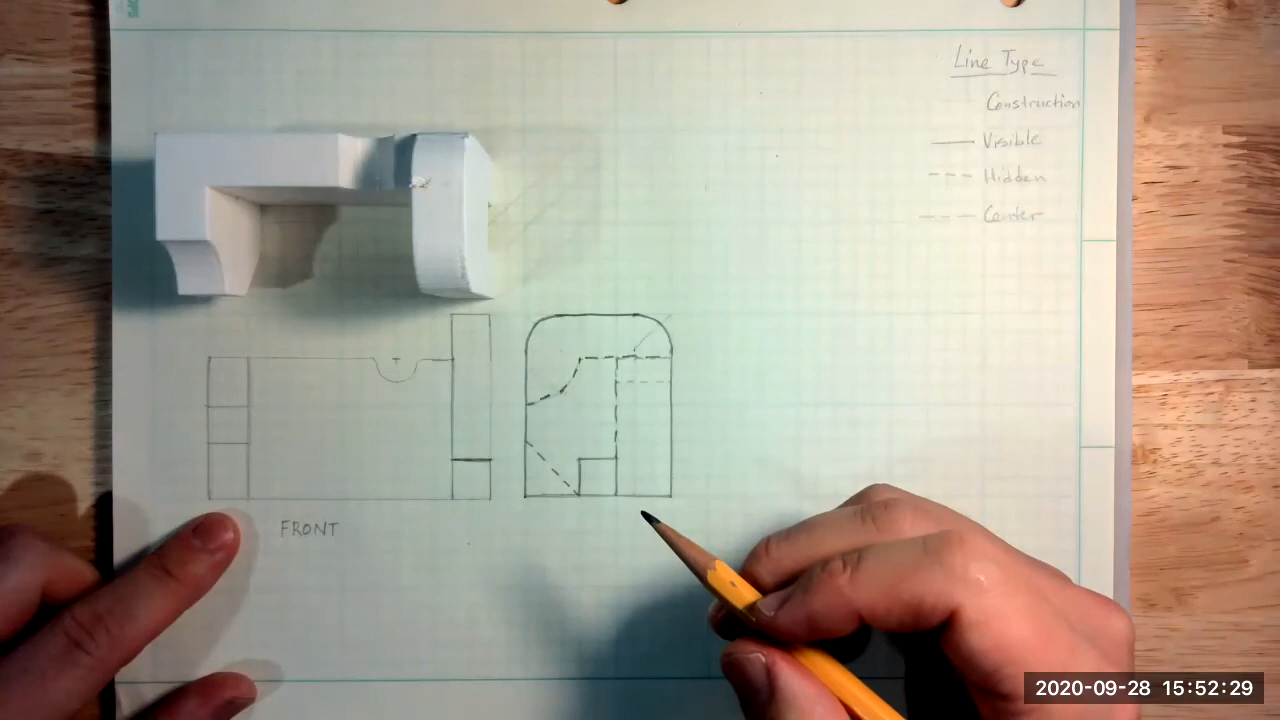 Line Type
Construction
Visible
Hidden
Center
FRONT
2020-09-28 15:52:29